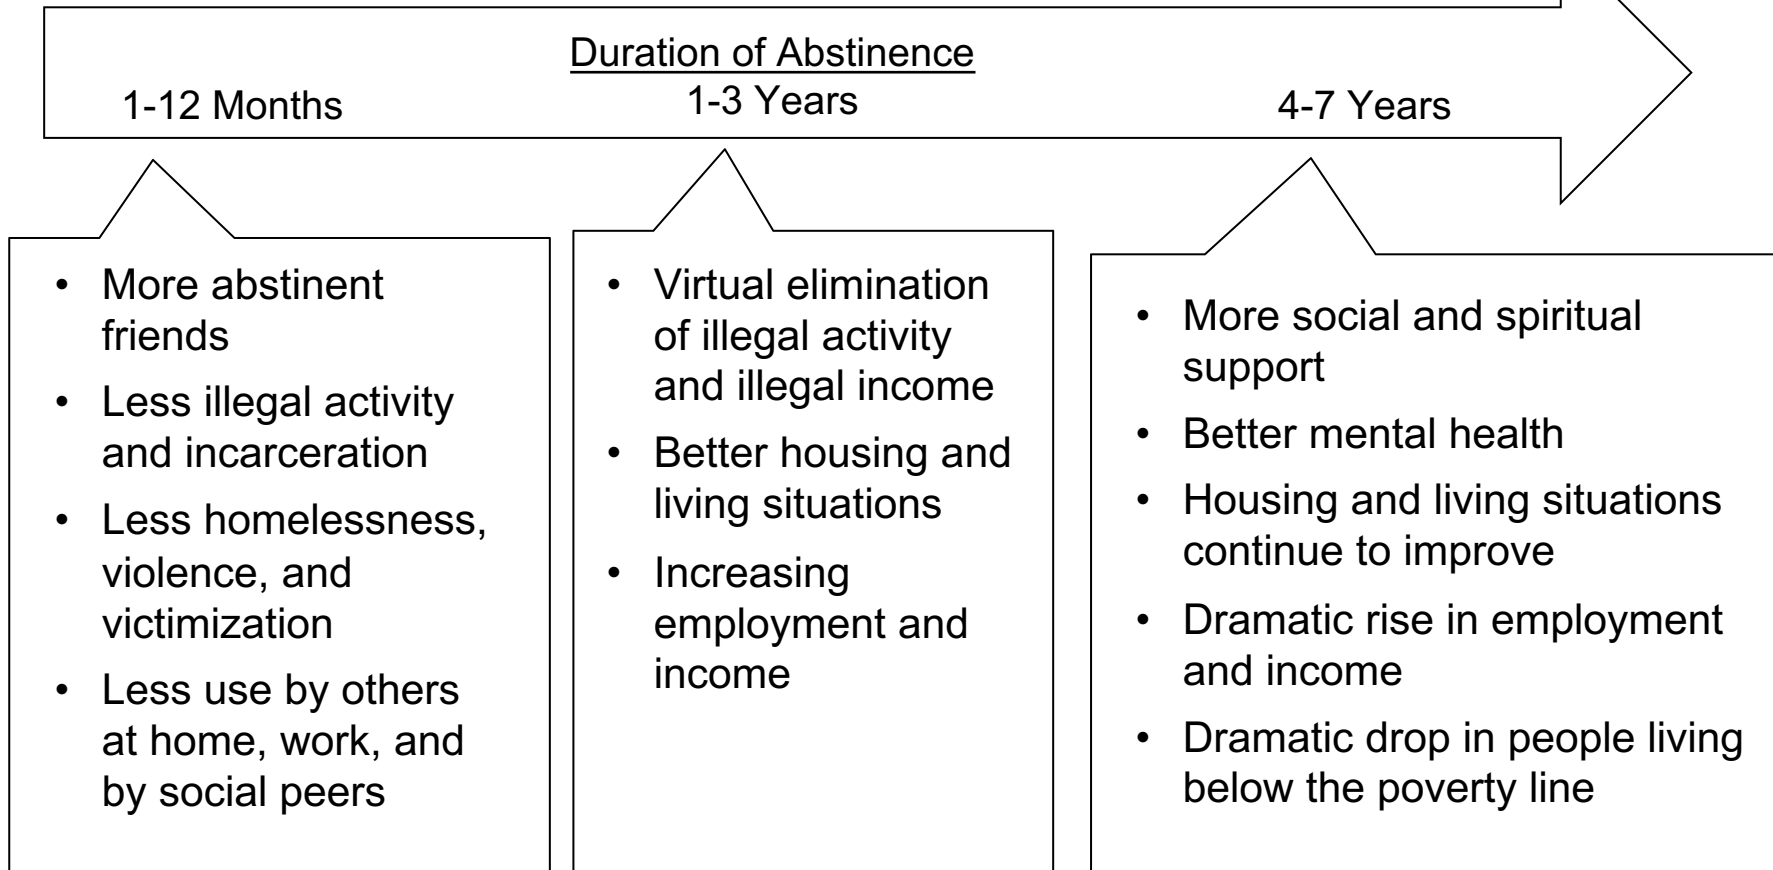 Duration of Abstinence
1-12 Months
1-3 Years
4-7 Years
• More abstinent
friends
• Less illegal activity
and incarceration
• Less homelessness,
violence, and
victimization
• Less use by others
at home, work, and
by social peers
• Virtual elimination
of illegal activity
and illegal income
• Better housing and
living situations
• Increasing
employment and
income
• More social and spiritual
support
• Better mental health
• Housing and living situations
continue to improve
• Dramatic rise in employment
and income
• Dramatic drop in people living
below the poverty line